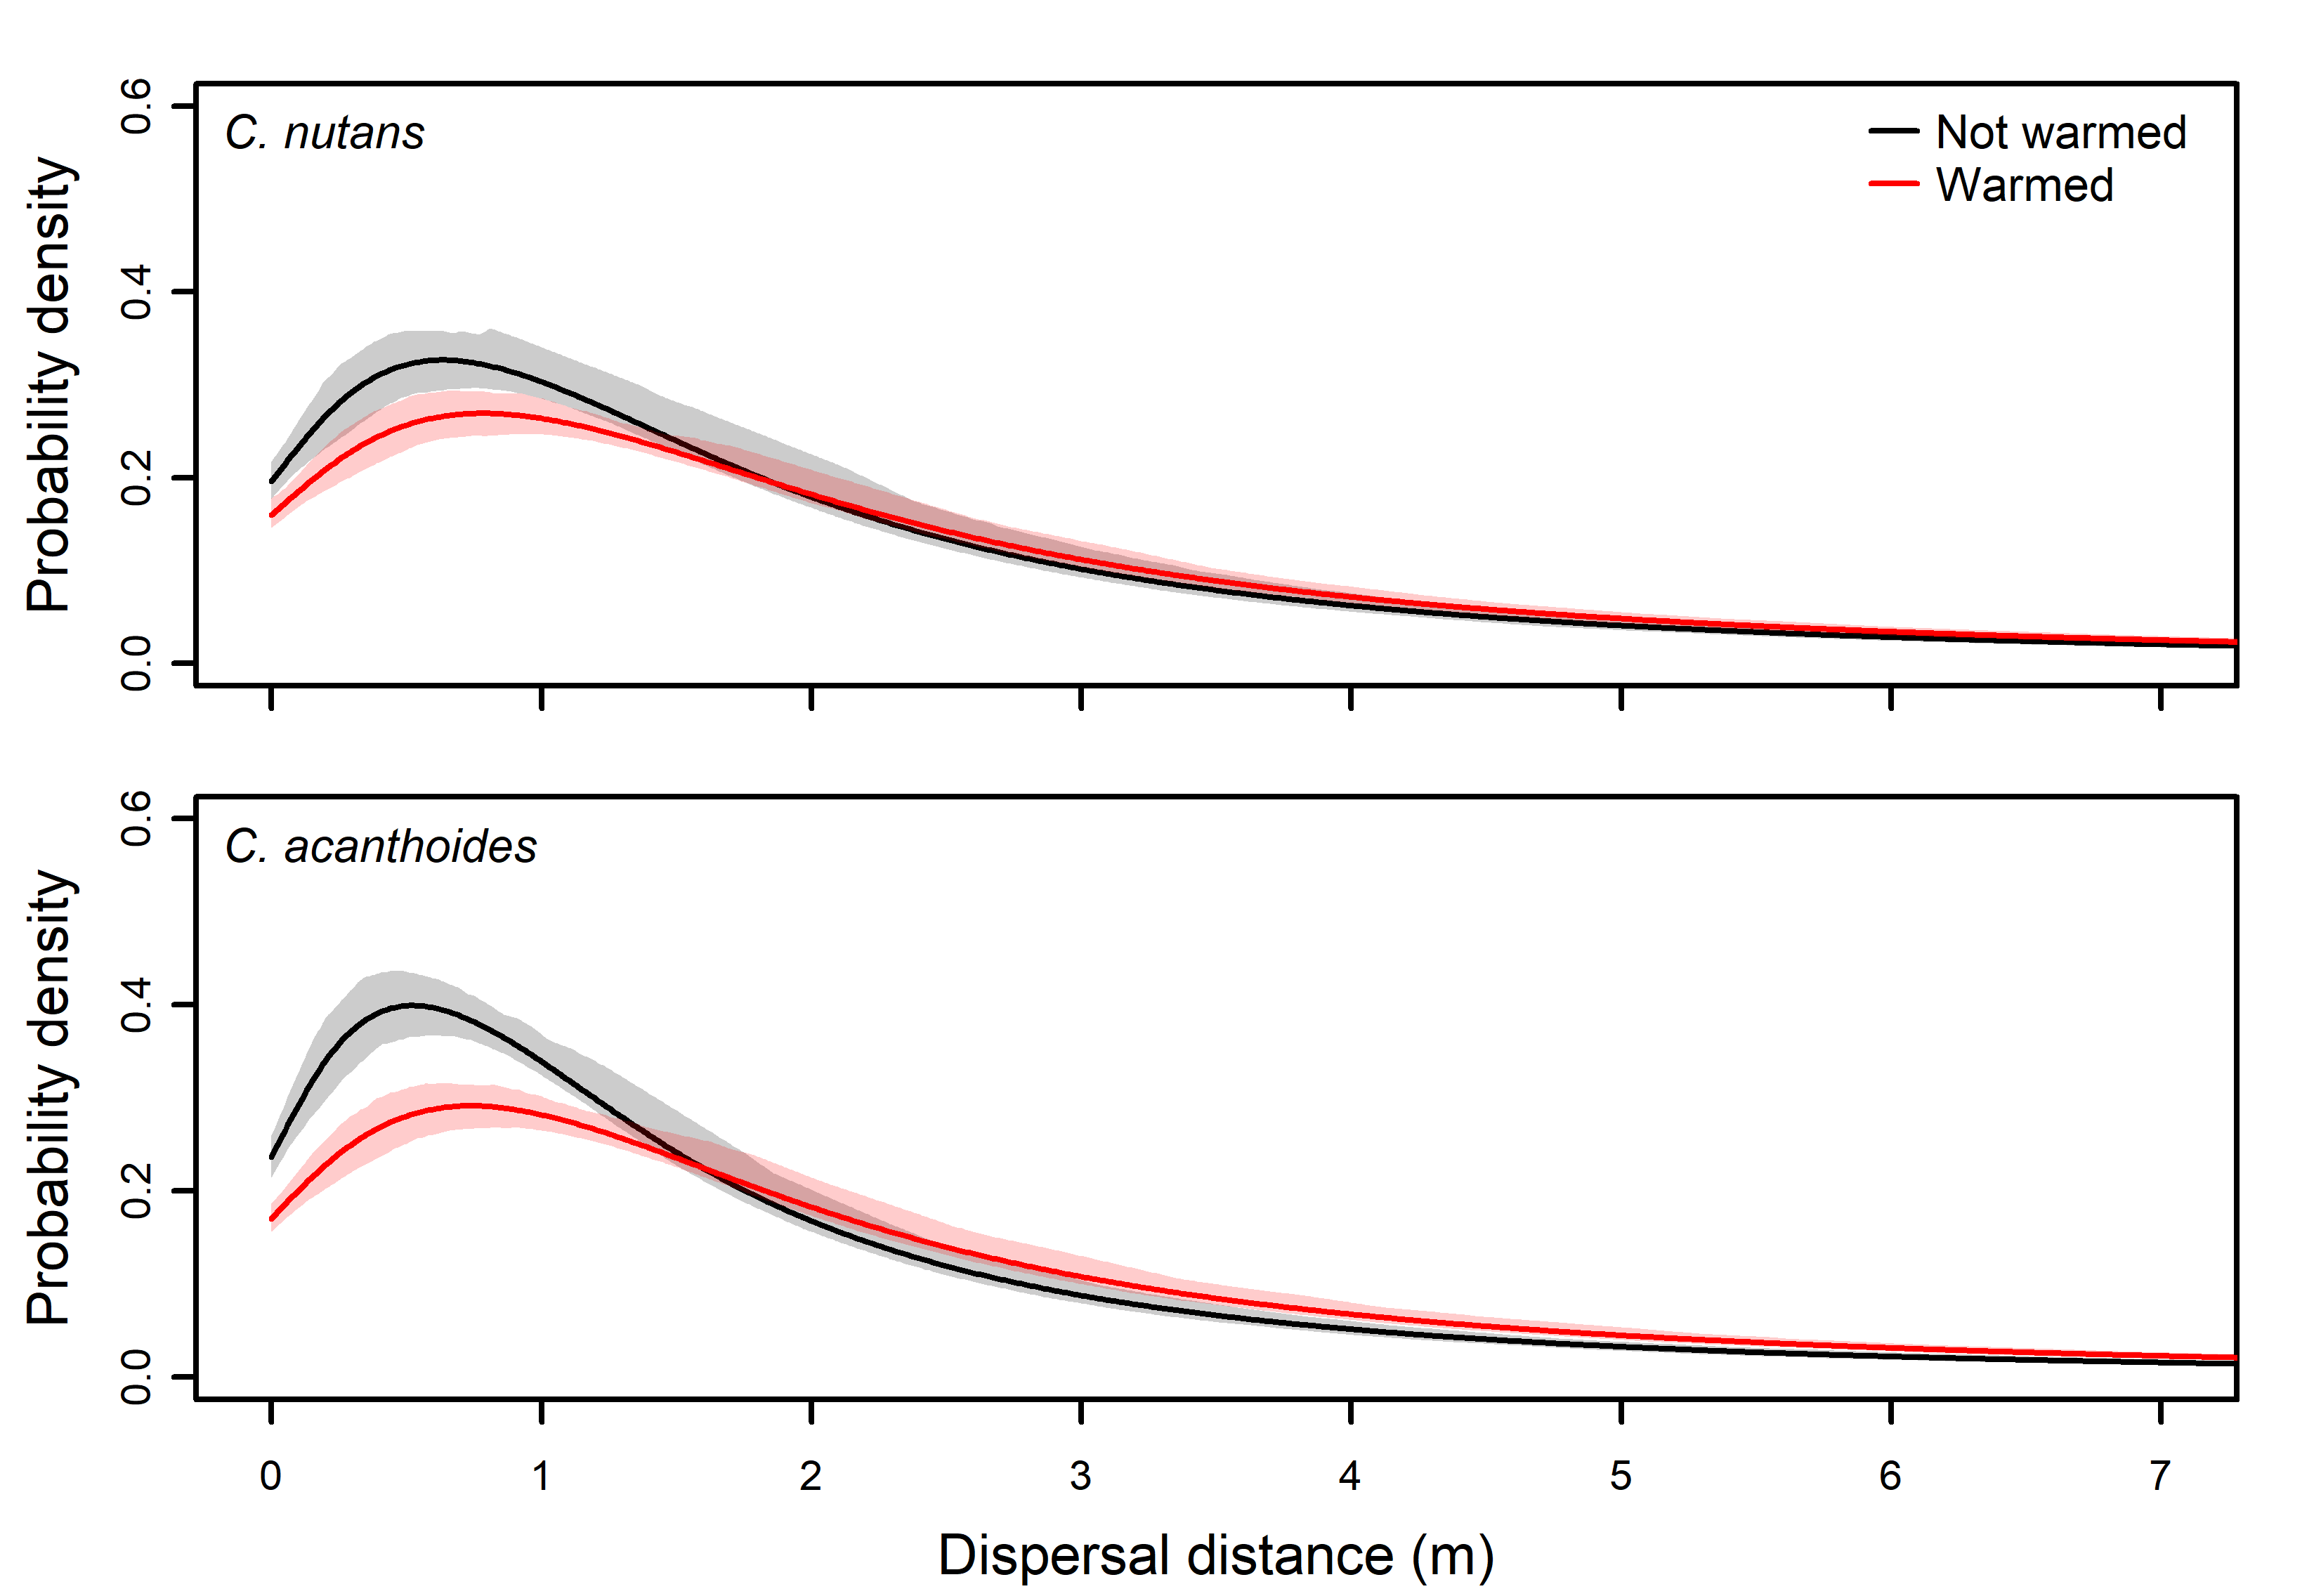 C. nutans
Not warmed
Warmed
Probability density
0.6
0.4
0.2
0.0
C. acanthoides
Probability density
0.6
0.4
0.2
0.0
0 1 2 3 4 5 6 7
Dispersal distance (m)